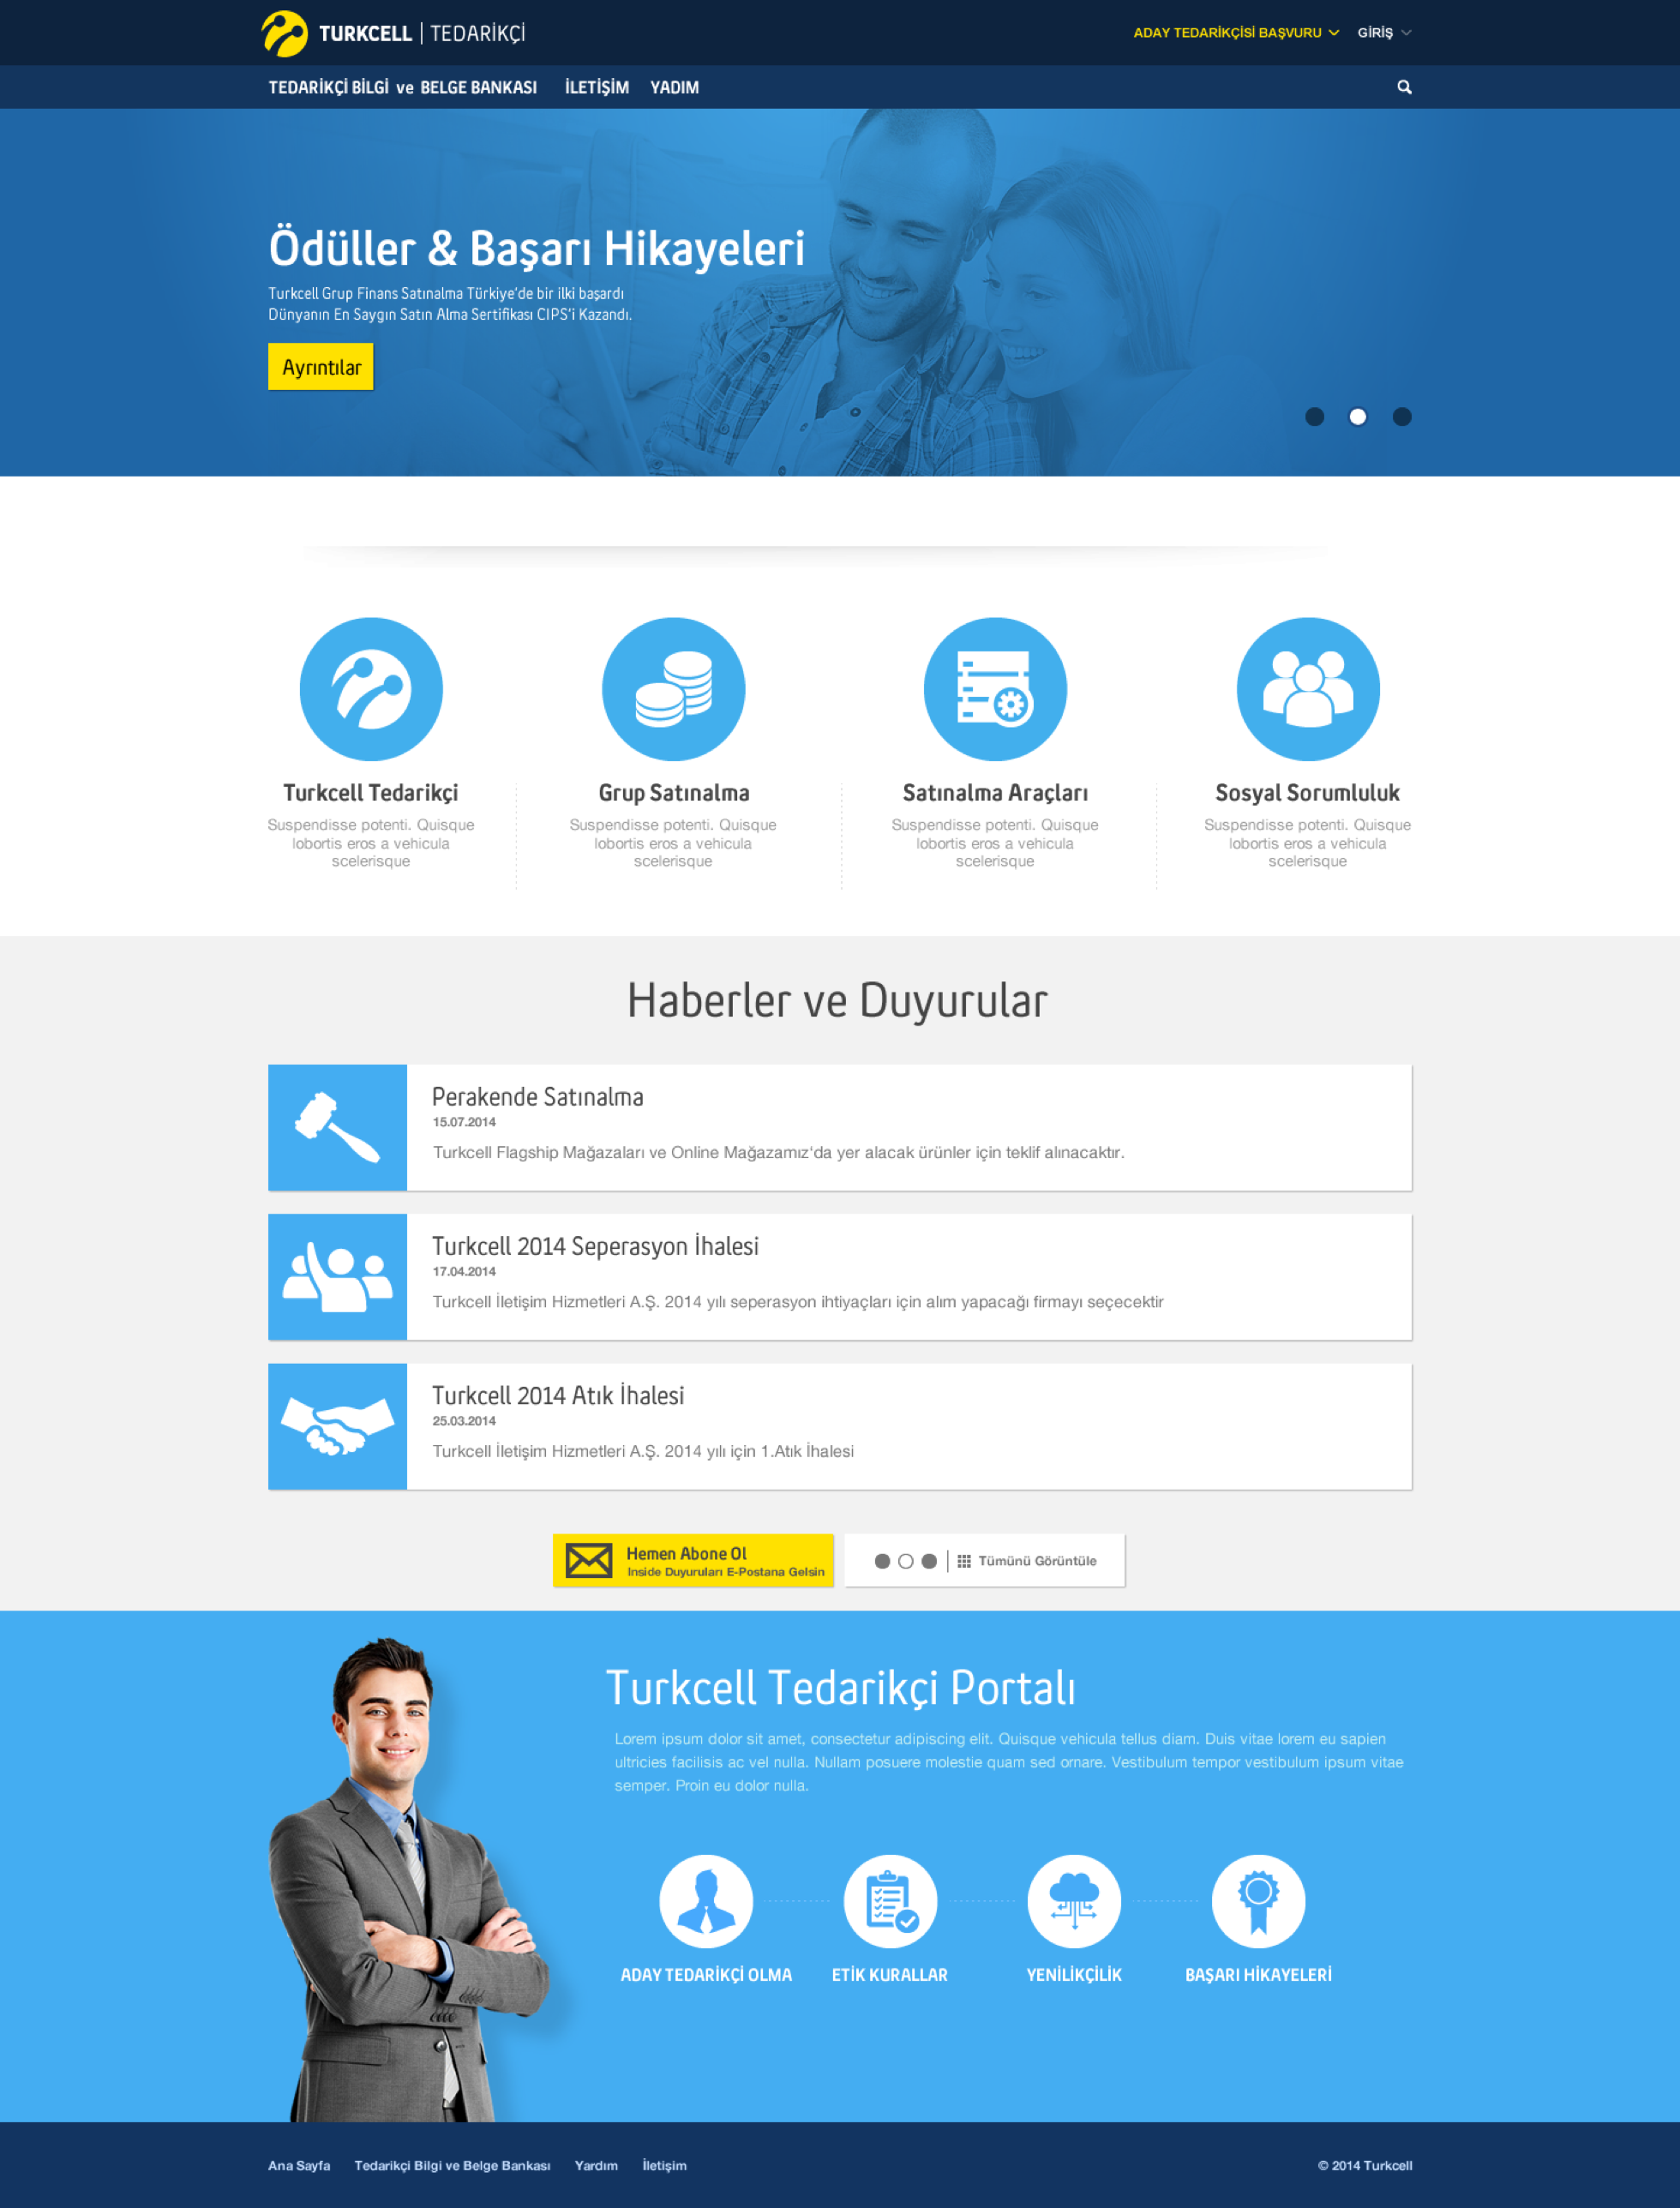 TURKCELL | TEDARİKÇİ
ADAY TEDARİKÇİSİ BAŞVURU
GİRİŞ
TEDARİKÇİ BİLGİ ve BELGE BANKASI
İLETİŞİM
YADIM
Ödüller & Başarı Hikayeleri
Turkcell Grup Finans Satınalma Türkiye'de bir ilki başardı
Dünyanın En Saygın Satın Alma Sertifikası CIPS'i Kazandı.
Ayrıntılar
Turkcell Tedarikçi
Suspendisse potenti. Quisque
lobortis eros a vehicula
scelerisque
Grup Satınalma
Suspendisse potenti. Quisque
lobortis eros a vehicula
scelerisque
Satınalma Araçları
Suspendisse potenti. Quisque
lobortis eros a vehicula
scelerisque
Sosyal Sorumluluk
Suspendisse potenti. Quisque
lobortis eros a vehicula
scelerisque
Haberler ve Duyurular
Perakende Satınalma
15.07.2014
Turkcell Flagship Mağazaları ve Online Mağazamız'da yer alacak ürünler için teklif alınacaktır.
Turkcell 2014 Seperasyon İhalesi
17.04.2014
Turkcell İletişim Hizmetleri A.Ş. 2014 yılı seperasyon ihtiyaçları için alım yapacağı firmayı seçecektir
Turkcell 2014 Atık İhalesi
25.03.2014
Turkcell İletişim Hizmetleri A.Ş. 2014 yılı için 1.Atık İhalesi
Hemen Abone Ol
Inside Duyuruları E-Postana Gelsin
Tümünü Görüntüle
Turkcell Tedarikçi Portalı
Lorem ipsum dolor sit amet, consectetur adipiscing elit. Quisque vehicula tellus diam. Duis vitae lorem eu sapien
ultricies facilisis ac vel nulla. Nullam posuere molestie quam sed ornare. Vestibulum tempor vestibulum ipsum vitae
semper. Proin eu dolor nulla.
ADAY TEDARİKÇİ OLMA
ETİK KURALLAR
YENİLİKÇİLİK
BAŞARI HİKAYELERİ
Ana Sayfa
Tedarikçi Bilgi ve Belge Bankası
Yardım
İletişim
© 2014 Turkcell